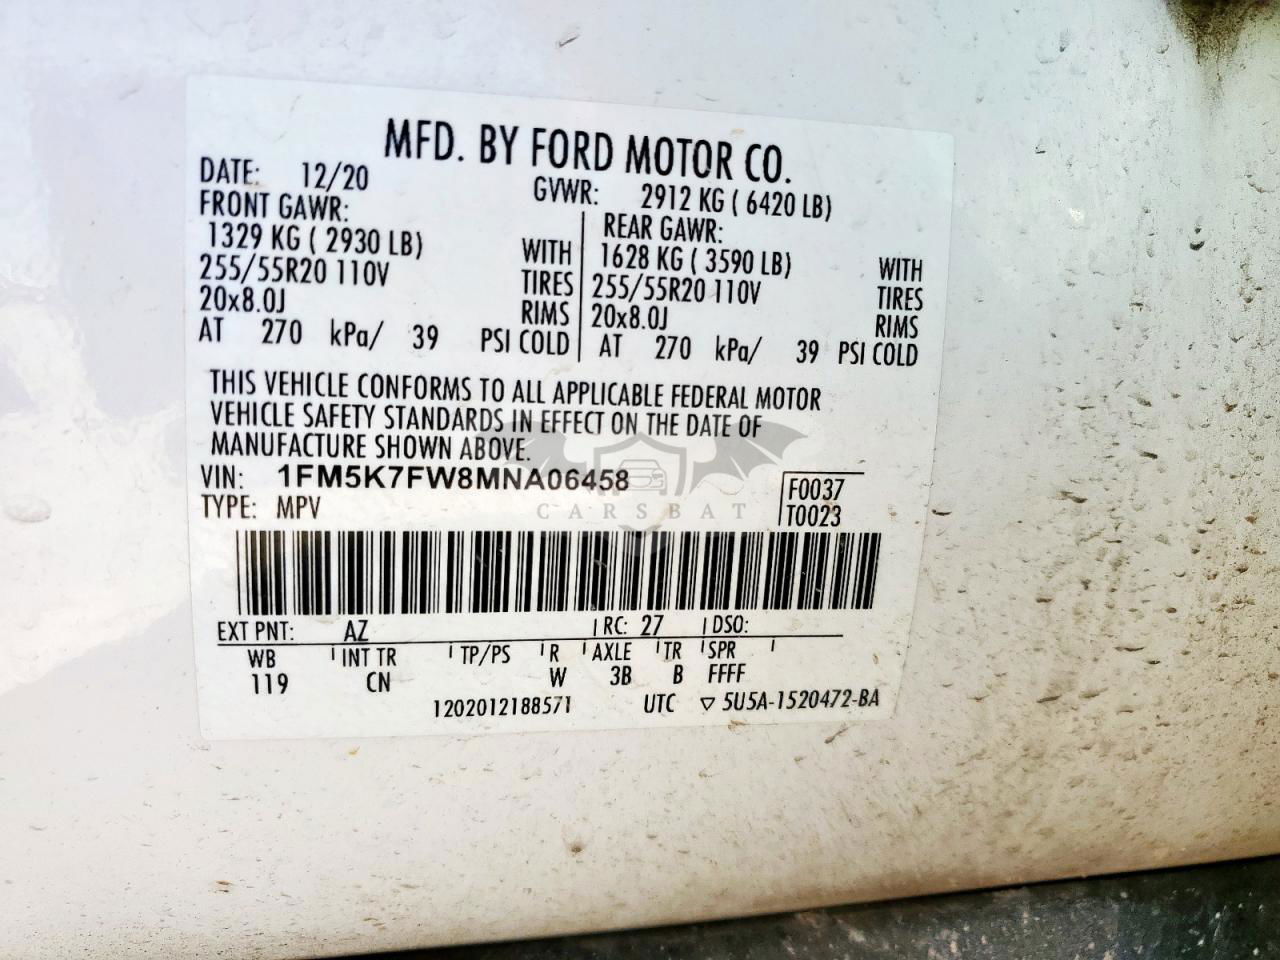 MFD. BY FORD MOTOR CO.
DATE: 12/20 GVWR: 2912 KG ( 6420 LB)
FRONT GAWR: REAR GAWR:
1329 KG ( 2930 LB) WITH 1628 KG ( 3590 LB) WITH
255/55R20 110V TIRES 255/55R20 110V TIRES
20x8.0J RIMS 20x8.0J RIMS
AT 270 kPa/ 39 PSI COLD AT 270 kPa/ 39 PSI COLD
THIS VEHICLE CONFORMS TO ALL APPLICABLE FEDERAL MOTOR
VEHICLE SAFETY STANDARDS IN EFFECT ON THE DATE OF
MANUFACTURE SHOWN ABOVE.
VIN: 1FM5K7FW8MNA06458 F0037
TYPE: MPV T0023
CARSBAT
EXT PNT: AZ RC: 27 DSO:
WB INT TR TP/PS R AXLE TR SPR
119 CN W 3B B FFFF
1202012188571 UTC ▽ 5U5A-1520472-BA